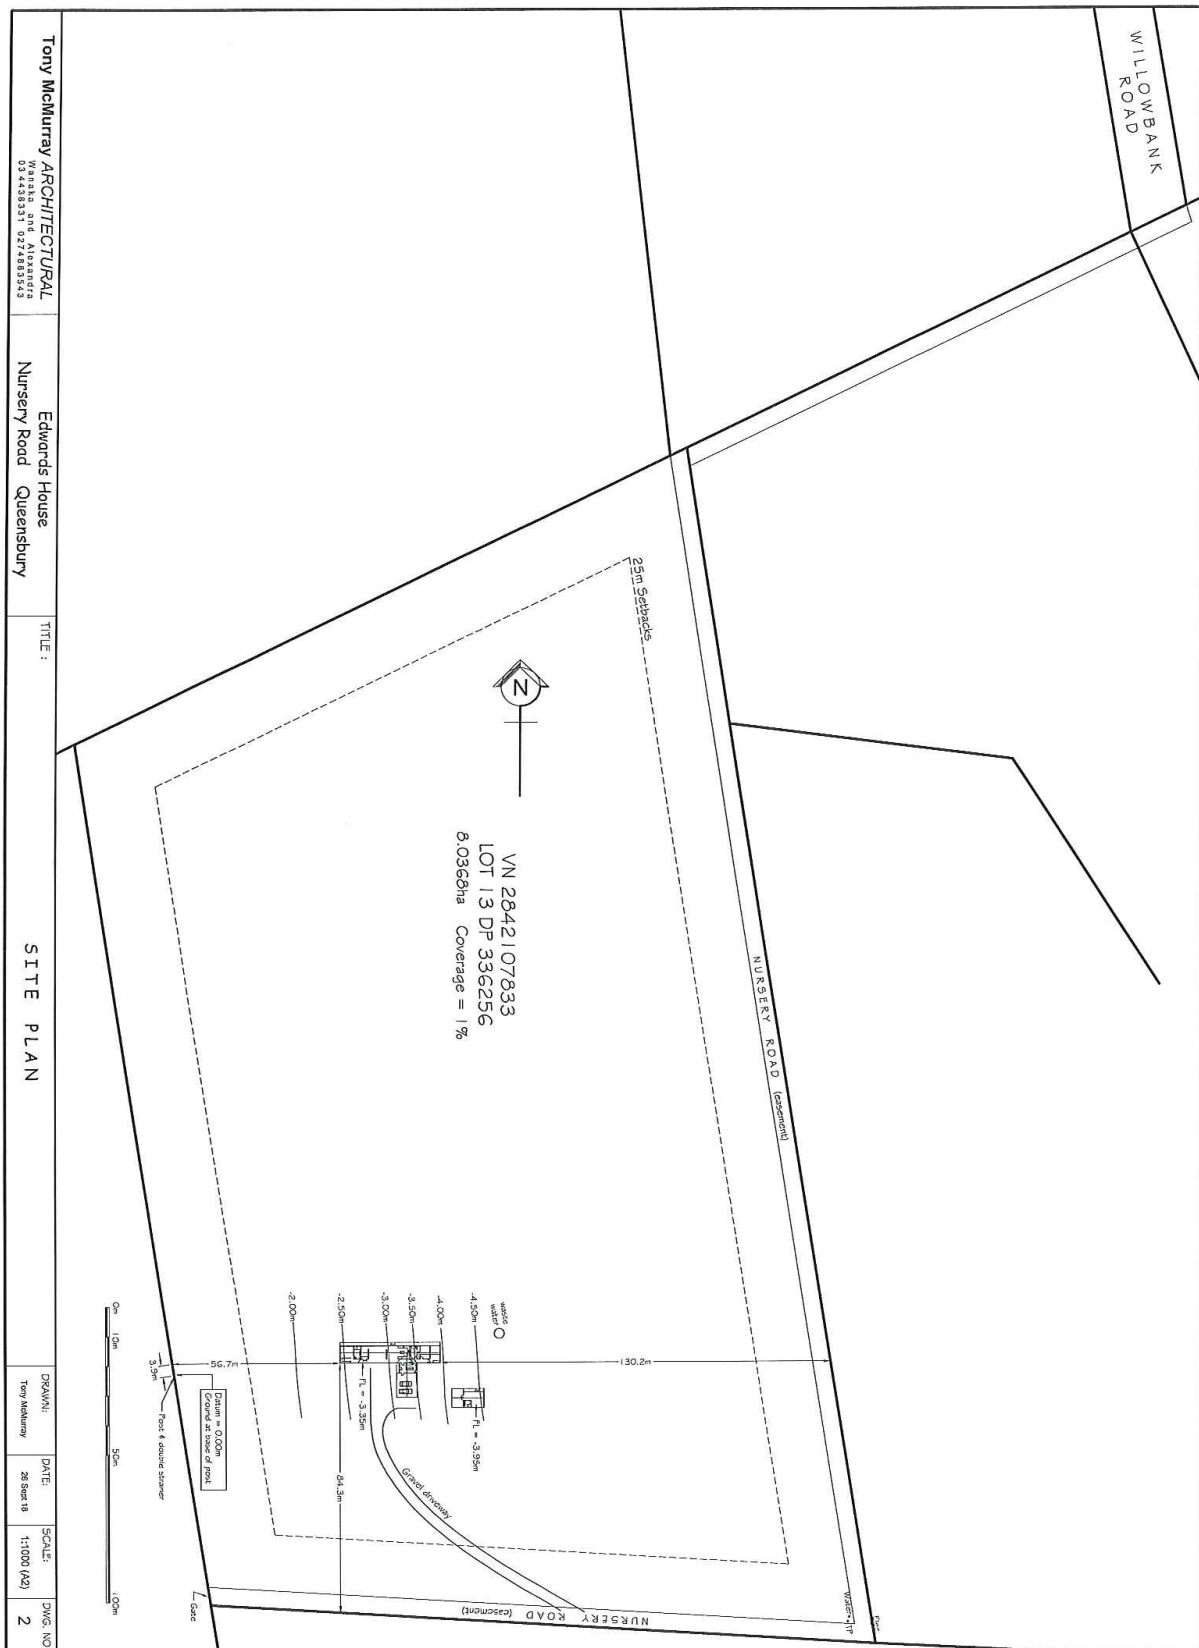 WILLOWBANK
ROAD
25m Setbacks
N
VN 2842107833
LOT 13 DP 336256
8.0368ha Coverage = 1%
NURSERY ROAD (easement)
waste
water
-4.50m
-4.00m
-3.50m
-3.00m
-2.50m
-2.00m
130.2m
56.7m
84.3m
3.9m
FL = -3.95m
FL = -3.35m
Gravel driveway
Datum = 0.00m
Ground at base of post
Post & double strainer
Water
TP
NURSERY ROAD (easement)
Gate
0m 10m 50m 100m
Tony McMurray ARCHITECTURAL
Wanaka and Alexandra
03 4438331 0274883543
Edwards House
Nursery Road Queensbury
TITLE :
SITE PLAN
DRAWN:
Tony McMurray
DATE:
26 Sept 18
SCALE:
1:1000 (A2)
DWG. NO
2